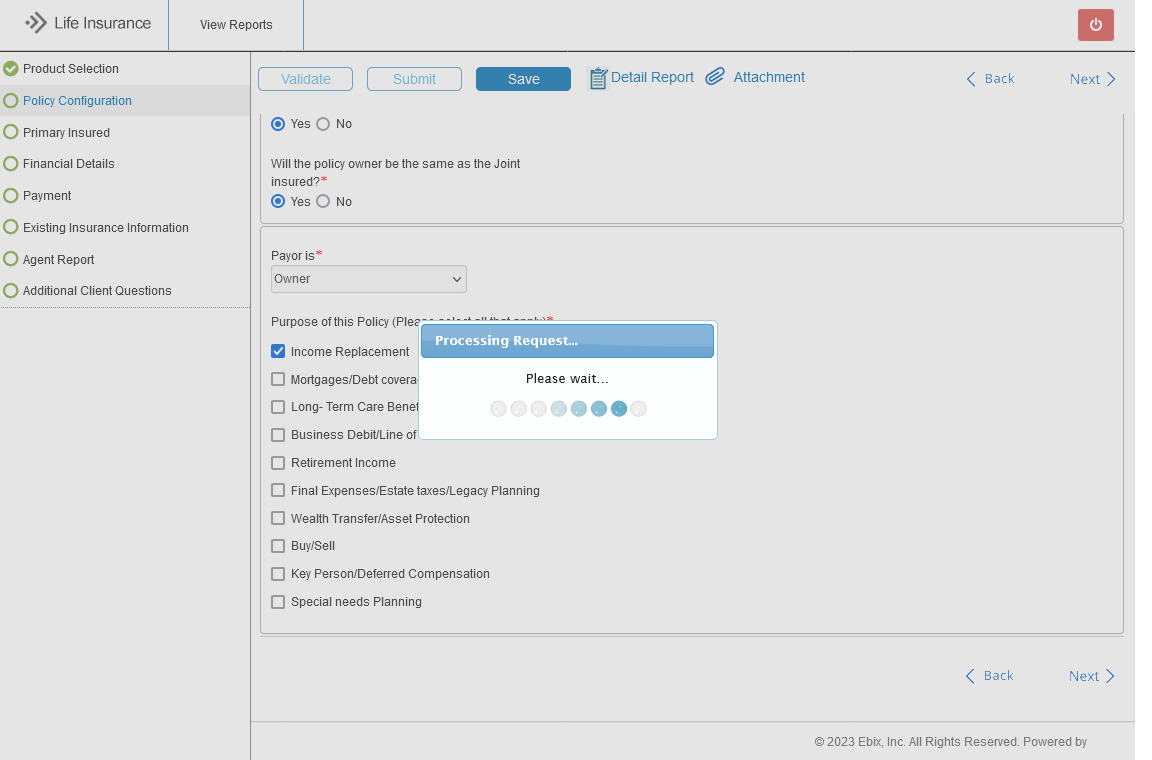 Life Insurance
View Reports
Product Selection
Policy Configuration
Primary Insured
Financial Details
Payment
Existing Insurance Information
Agent Report
Additional Client Questions
Validate
Submit
Save
Detail Report
Attachment
Back
Next
Yes
No
Will the policy owner be the same as the Joint
insured?*
Yes
No
Payor is*
Owner
Purpose of this Policy (Please select all that apply)*
Income Replacement
Mortgages/Debt covera
Long- Term Care Benef
Business Debit/Line of
Retirement Income
Final Expenses/Estate taxes/Legacy Planning
Wealth Transfer/Asset Protection
Buy/Sell
Key Person/Deferred Compensation
Special needs Planning
Processing Request...
Please wait...
Back
Next
© 2023 Ebix, Inc. All Rights Reserved. Powered by